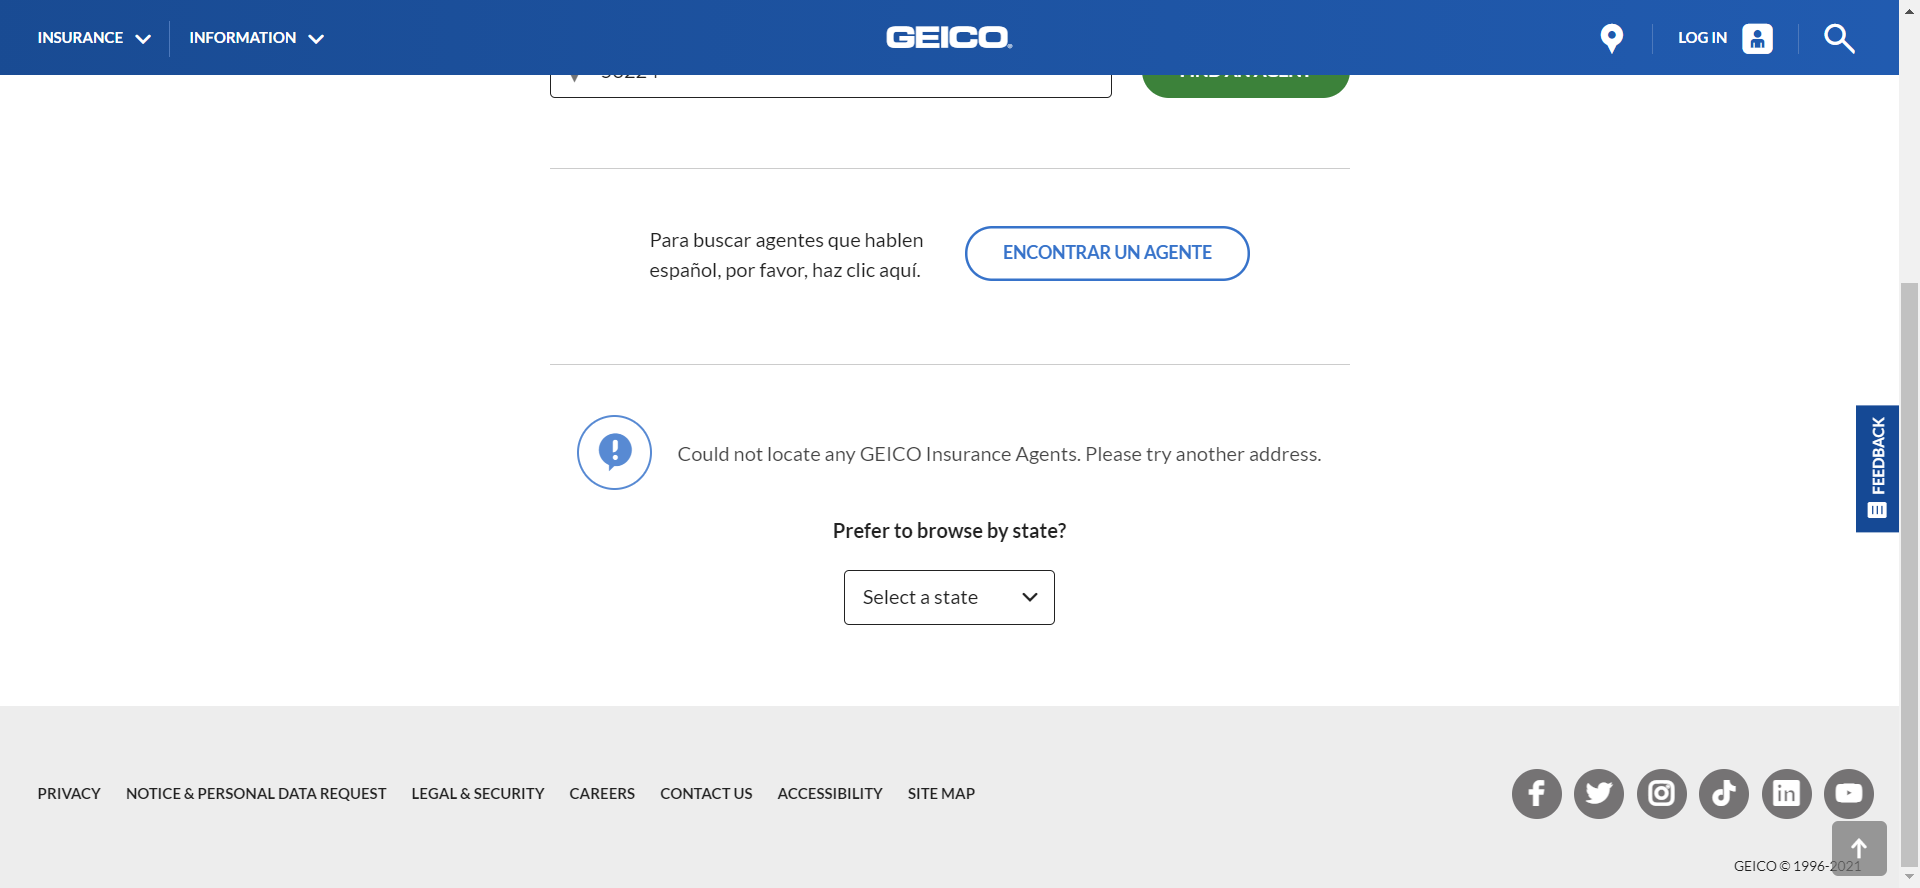 INSURANCE
INFORMATION
GEICO
LOG IN
Para buscar agentes que hablen
español, por favor, haz clic aquí.
ENCONTRAR UN AGENTE
FEEDBACK
Could not locate any GEICO Insurance Agents. Please try another address.
Prefer to browse by state?
Select a state
PRIVACY
NOTICE & PERSONAL DATA REQUEST
LEGAL & SECURITY
CAREERS
CONTACT US
ACCESSIBILITY
SITE MAP
GEICO © 1996-2021